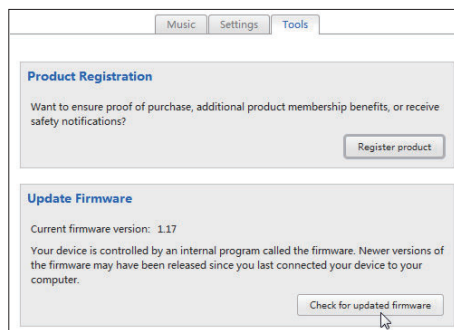 Music Settings Tools
Product Registration
Want to ensure proof of purchase, additional product membership benefits, or receive
safety notifications?
Register product
Update Firmware
Current firmware version: 1.17
Your device is controlled by an internal program called the firmware. Newer versions of
the firmware may have been released since you last connected your device to your
computer.
Check for updated firmware